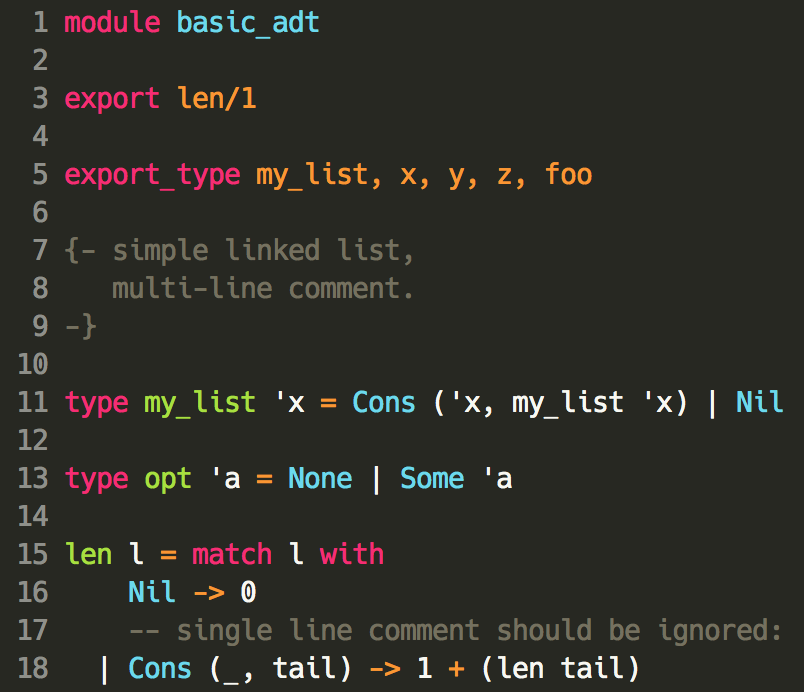 1 module basic_adt
2
3 export len/1
4
5 export_type my_list, x, y, z, foo
6
7 {- simple linked list,
8    multi-line comment.
9 -}
10
11 type my_list 'x = Cons ('x, my_list 'x) | Nil
12
13 type opt 'a = None | Some 'a
14
15 len l = match l with
16     Nil -> 0
17     -- single line comment should be ignored:
18   | Cons (_, tail) -> 1 + (len tail)